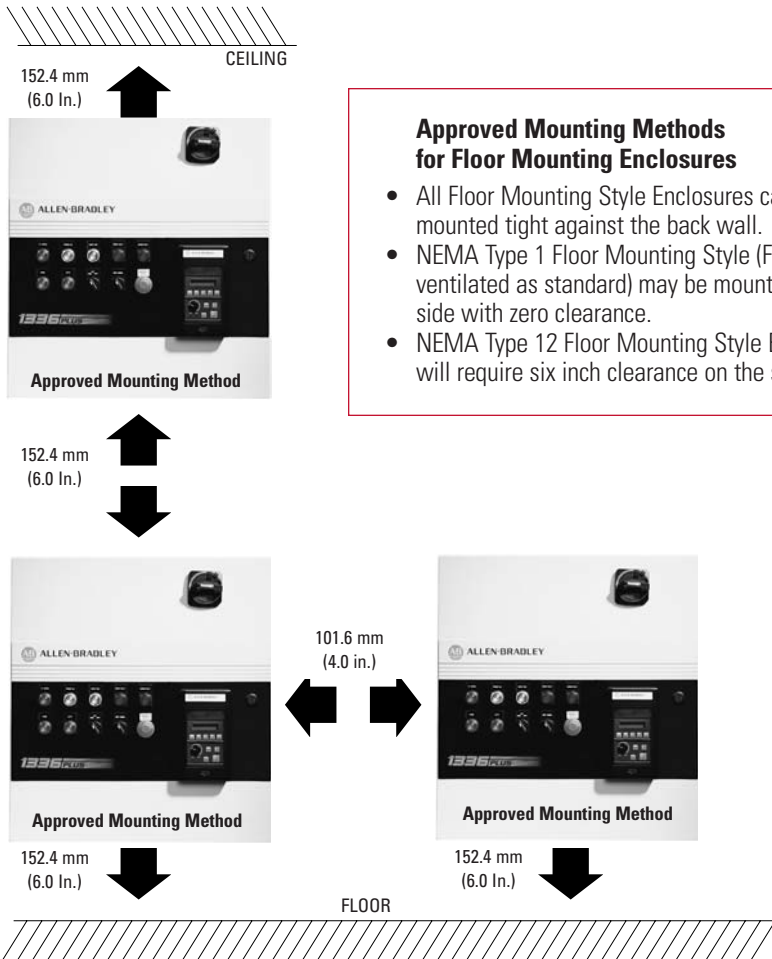 CEILING
152.4 mm
(6.0 In.)
ALLEN-BRADLEY
1336 PLUS
Approved Mounting Method
Approved Mounting Methods
for Floor Mounting Enclosures
• All Floor Mounting Style Enclosures
mounted tight against the back wall.
• NEMA Type 1 Floor Mounting Style
ventilated as standard) may be
side with zero clearance.
• NEMA Type 12 Floor Mounting Style
will require six inch clearance on the
152.4 mm
(6.0 In.)
101.6 mm
(4.0 in.)
AB ALLEN-BRADLEY
1336 PLUS
Approved Mounting Method
AB ALLEN-BRADLEY
1336 PLUS
Approved Mounting Method
152.4 mm
(6.0 In.)
152.4 mm
(6.0 In.)
FLOOR